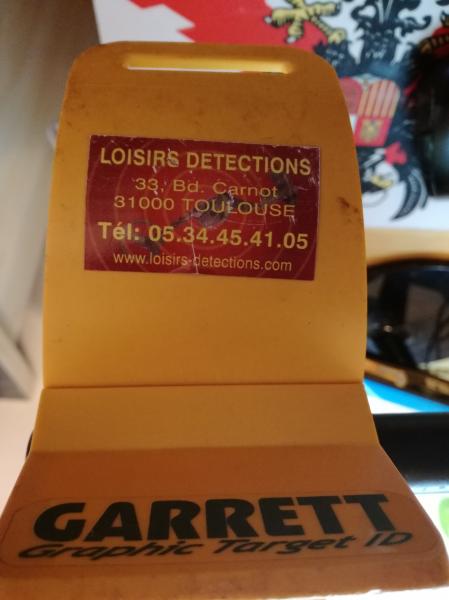 LOISIRS DETECTIONS
33, Bd. Carnot
31000 TOULOUSE
Tél: 05.34.45.41.05
www.loisirs-detections.com
GARRETT
Graphic Target ID